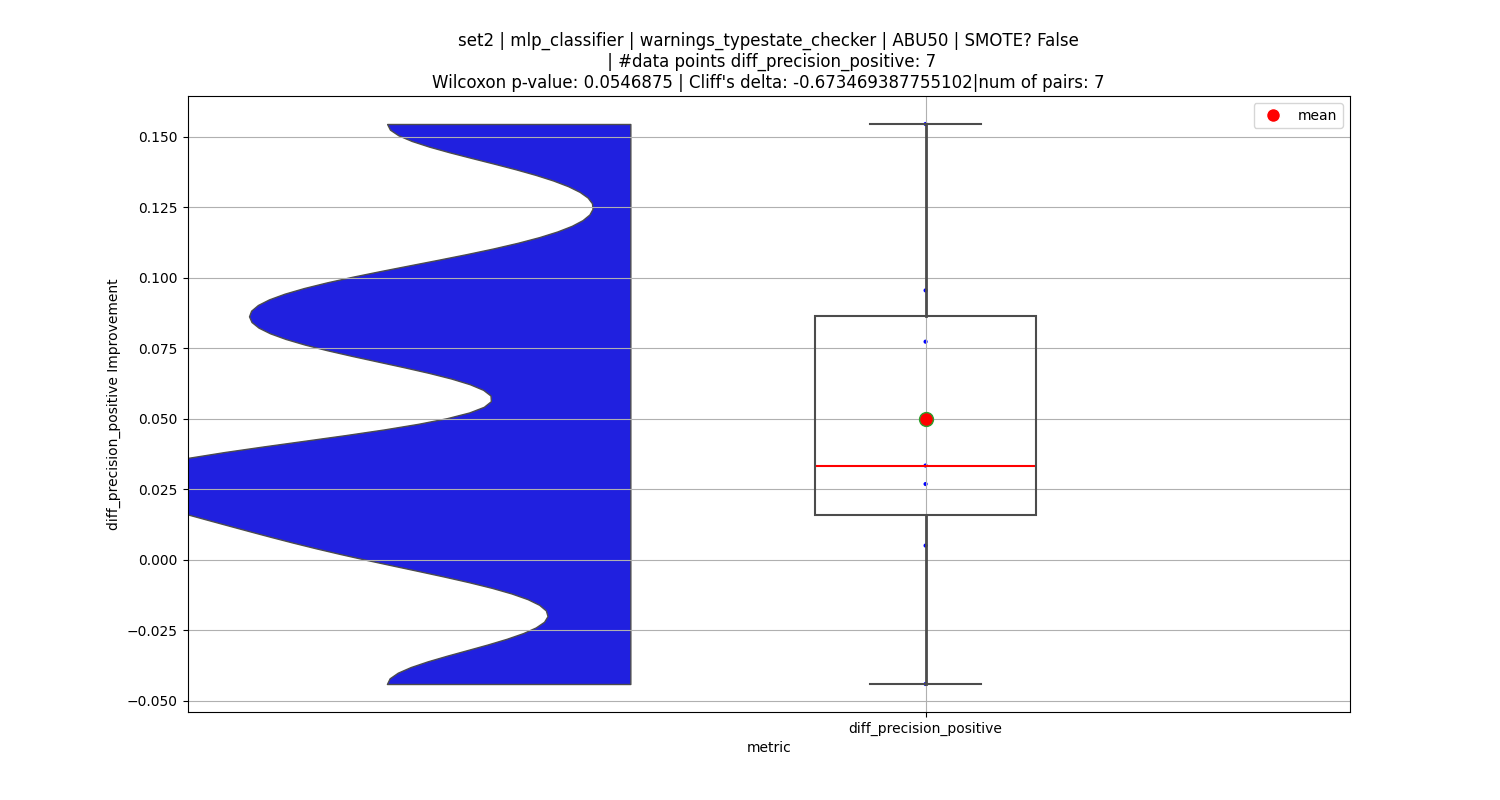 set2 | mlp_classifier | warnings_typestate_checker | ABU50 | SMOTE? False
| #data points diff_precision_positive: 7
Wilcoxon p-value: 0.0546875 | Cliff's delta: -0.673469387755102|num of pairs: 7
mean
0.150
0.125
0.100
0.075
0.050
0.025
0.000
−0.025
−0.050
diff_precision_positive Improvement
diff_precision_positive
metric